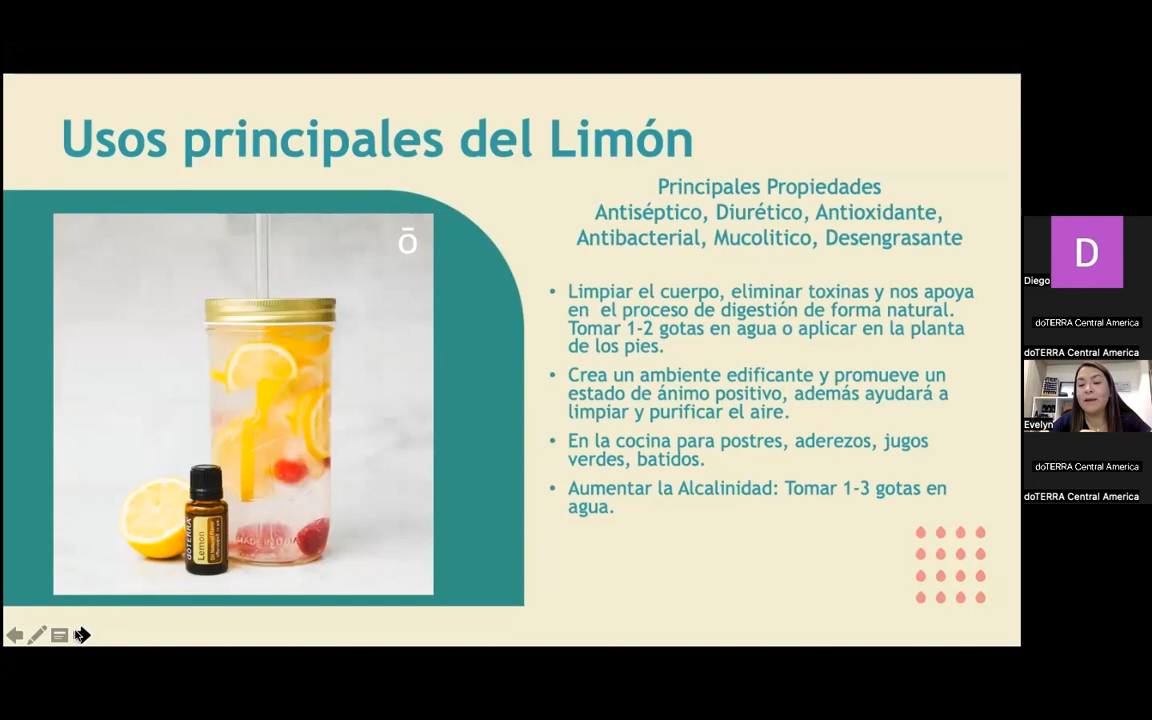 Usos principales del Limón
Principales Propiedades
Antiséptico, Diurético, Antioxidante,
Antibacterial, Mucolitico, Desengrasante
• Limpiar el cuerpo, eliminar toxinas y nos apoya
en el proceso de digestión de forma natural.
Tomar 1-2 gotas en agua o aplicar en la planta
de los pies.
• Crea un ambiente edificante y promueve un
estado de ánimo positivo, además ayudará a
limpiar y purificar el aire.
• En la cocina para postres, aderezos, jugos
verdes, batidos.
• Aumentar la Alcalinidad: Tomar 1-3 gotas en
agua.
ō
MADE IN
dōTERRA
Lemon
D
Diego
doTERRA Central America
doTERRA Central America
Evelyn
doTERRA Central America
doTERRA Central America